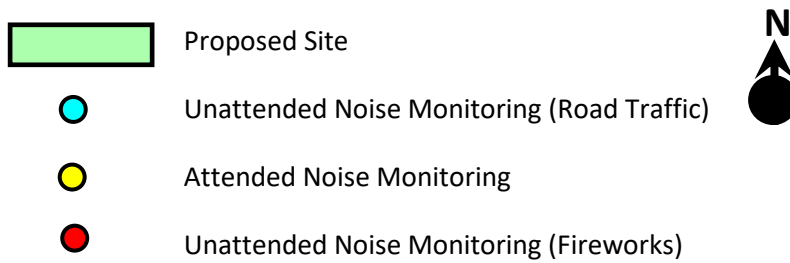 N
Proposed Site
Unattended Noise Monitoring (Road Traffic)
Attended Noise Monitoring
Unattended Noise Monitoring (Fireworks)